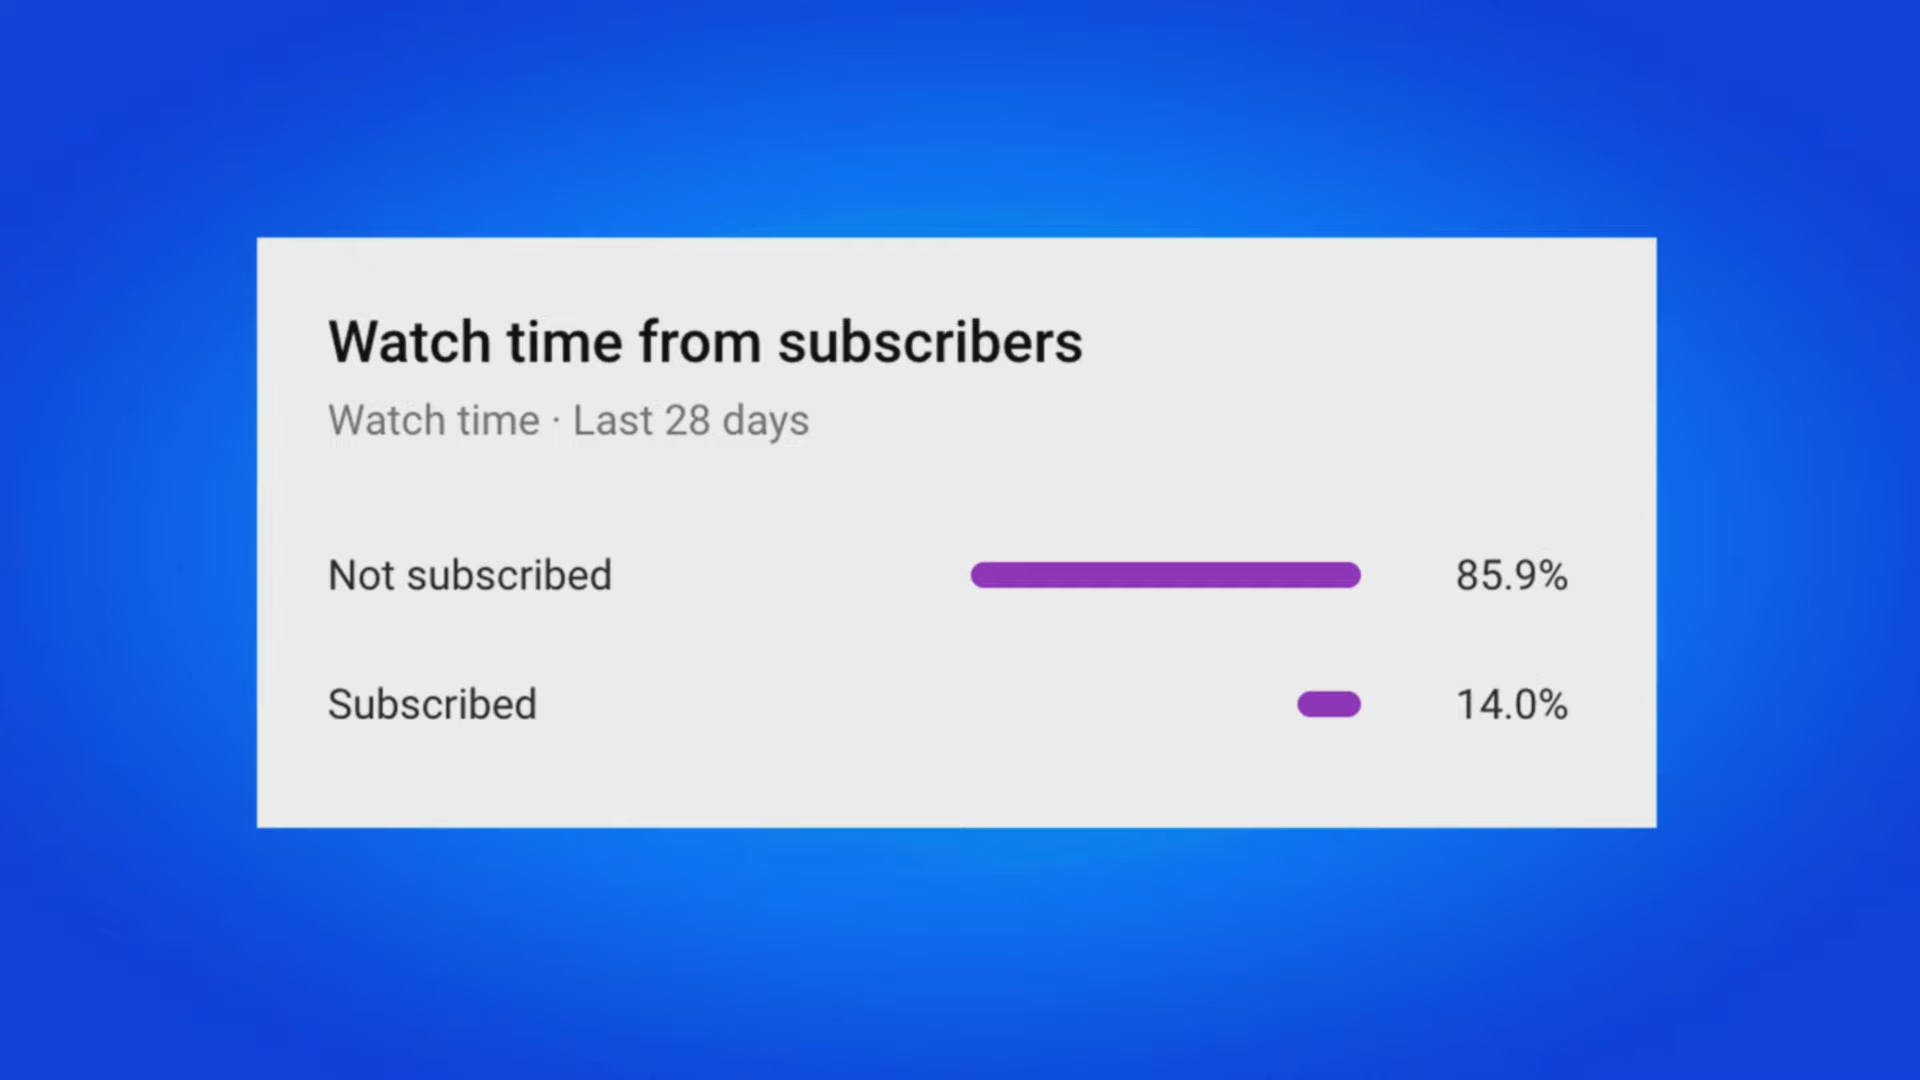 Watch time from subscribers
Watch time · Last 28 days
Not subscribed 85.9%
Subscribed 14.0%